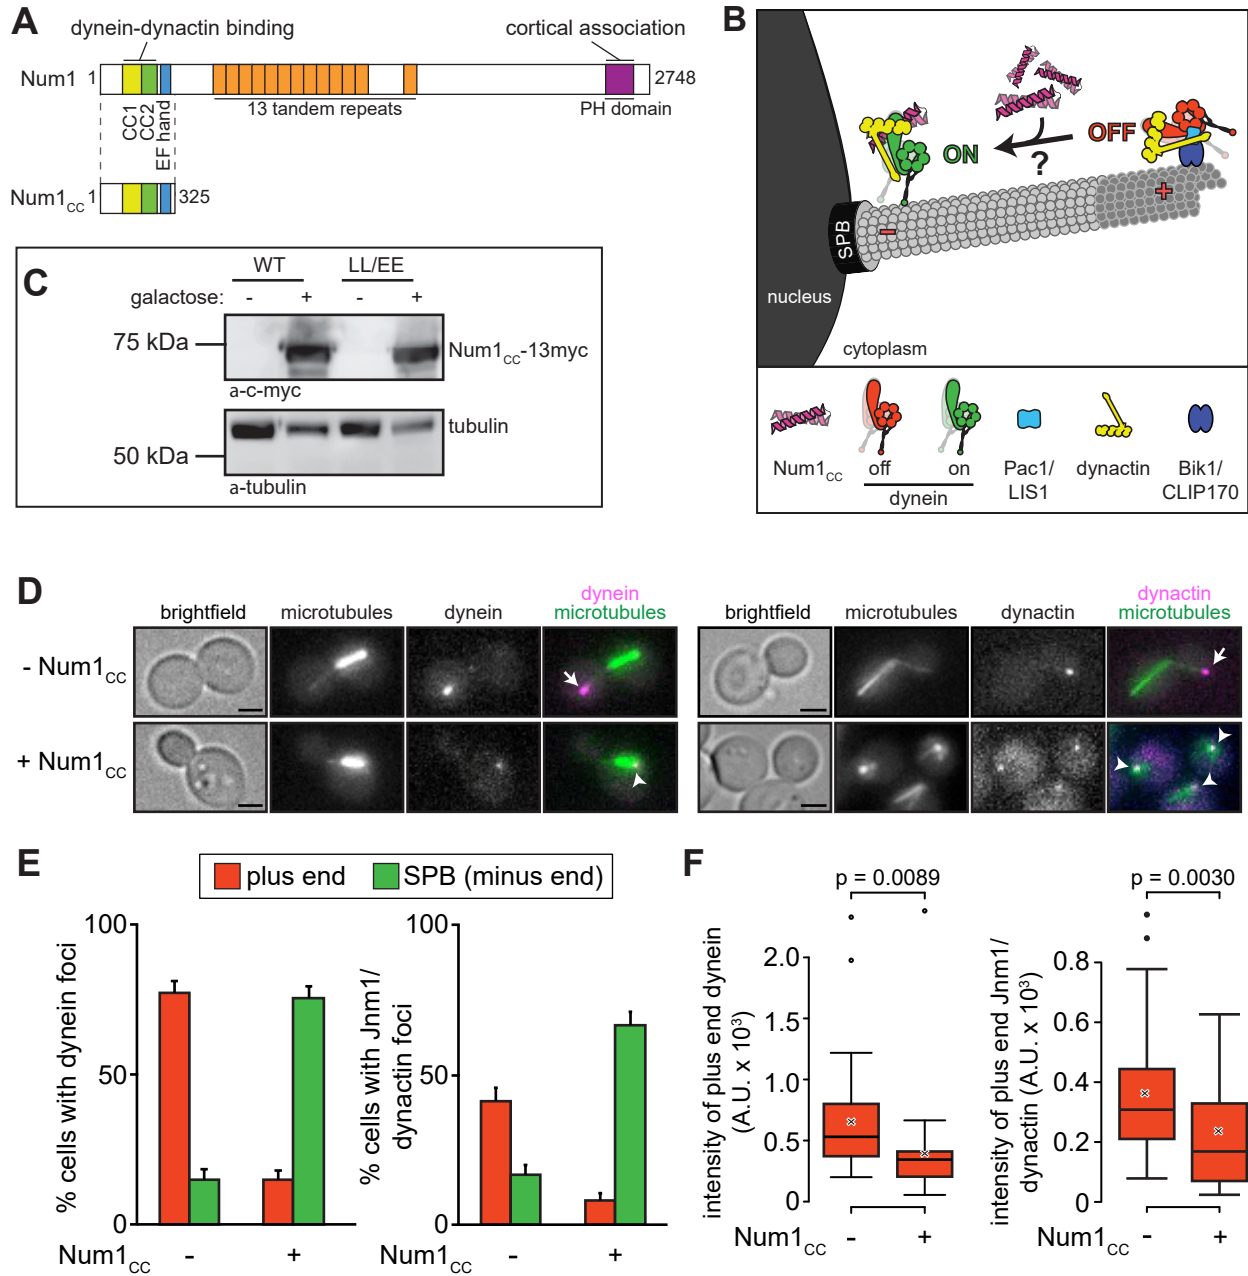 A
dynein-dynactin binding
cortical association
Num1 1
2748
CC1
CC2
EF hand
13 tandem repeats
PH domain
Num1CC 1
325
B
OFF
ON
?
+
-
SPB
nucleus
cytoplasm
Num1CC
off
on
dynein
Pac1/
LIS1
dynactin
Bik1/
CLIP170
C
WT
LL/EE
galactose: - + - +
75 kDa
Num1CC-13myc
a-c-myc
tubulin
50 kDa
a-tubulin
D
brightfield
microtubules
dynein
dynein
microtubules
brightfield
microtubules
dynactin
dynactin
microtubules
- Num1CC
+ Num1CC
E
plus end
SPB (minus end)
% cells with dynein foci
100
50
0
Num1CC - +
% cells with Jnm1/
dynactin foci
100
50
0
Num1CC - +
F
p = 0.0089
intensity of plus end dynein
(A.U. x 10³)
2.0
1.5
1.0
0.5
0
Num1CC - +
p = 0.0030
intensity of plus end Jnm1/
dynactin (A.U. x 10³)
0.8
0.6
0.4
0.2
0
Num1CC - +